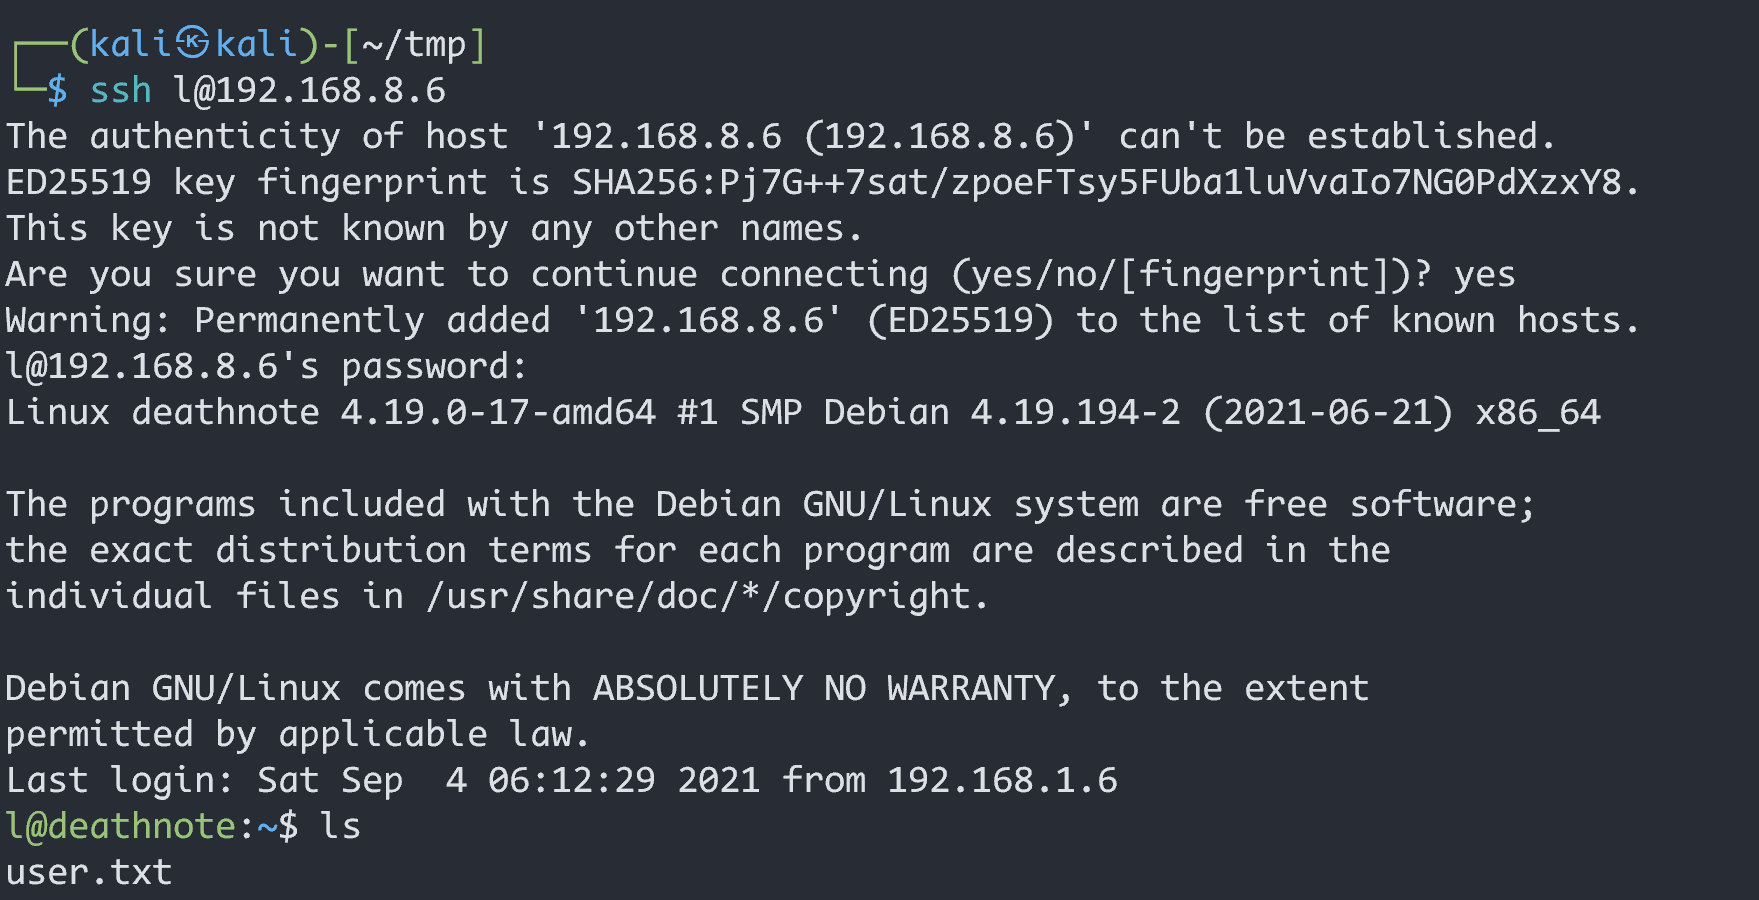 ┌──(kali㉿kali)-[~/tmp]
└─$ ssh l@192.168.8.6
The authenticity of host '192.168.8.6 (192.168.8.6)' can't be established.
ED25519 key fingerprint is SHA256:Pj7G++7sat/zpoeFTsy5FUba1luVvaIo7NG0PdXzxY8.
This key is not known by any other names.
Are you sure you want to continue connecting (yes/no/[fingerprint])? yes
Warning: Permanently added '192.168.8.6' (ED25519) to the list of known hosts.
l@192.168.8.6's password:
Linux deathnote 4.19.0-17-amd64 #1 SMP Debian 4.19.194-2 (2021-06-21) x86_64

The programs included with the Debian GNU/Linux system are free software;
the exact distribution terms for each program are described in the
individual files in /usr/share/doc/*/copyright.

Debian GNU/Linux comes with ABSOLUTELY NO WARRANTY, to the extent
permitted by applicable law.
Last login: Sat Sep  4 06:12:29 2021 from 192.168.1.6
l@deathnote:~$ ls
user.txt